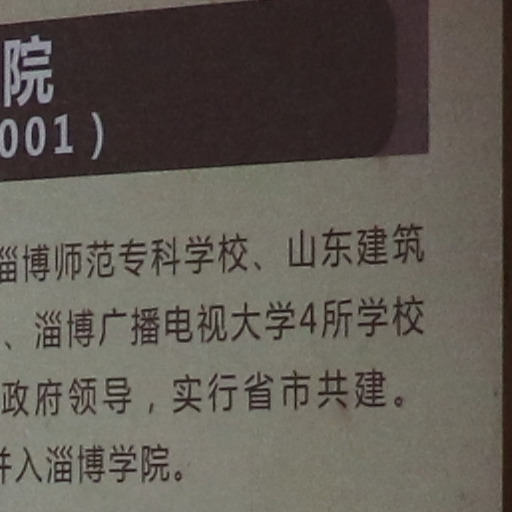 院
001）
淄博师范专科学校、山东建筑
、淄博广播电视大学4所学校
政府领导，实行省市共建。
并入淄博学院。